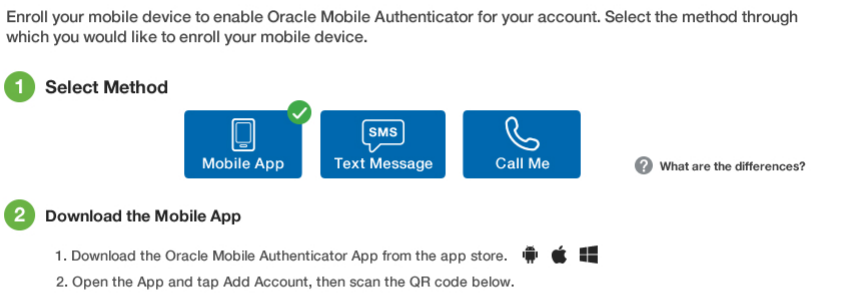 Enroll your mobile device to enable Oracle Mobile Authenticator for your account. Select the method through
which you would like to enroll your mobile device.
1 Select Method
SMS
Mobile App Text Message Call Me
? What are the differences?
2 Download the Mobile App
1. Download the Oracle Mobile Authenticator App from the app store.
2. Open the App and tap Add Account, then scan the QR code below.